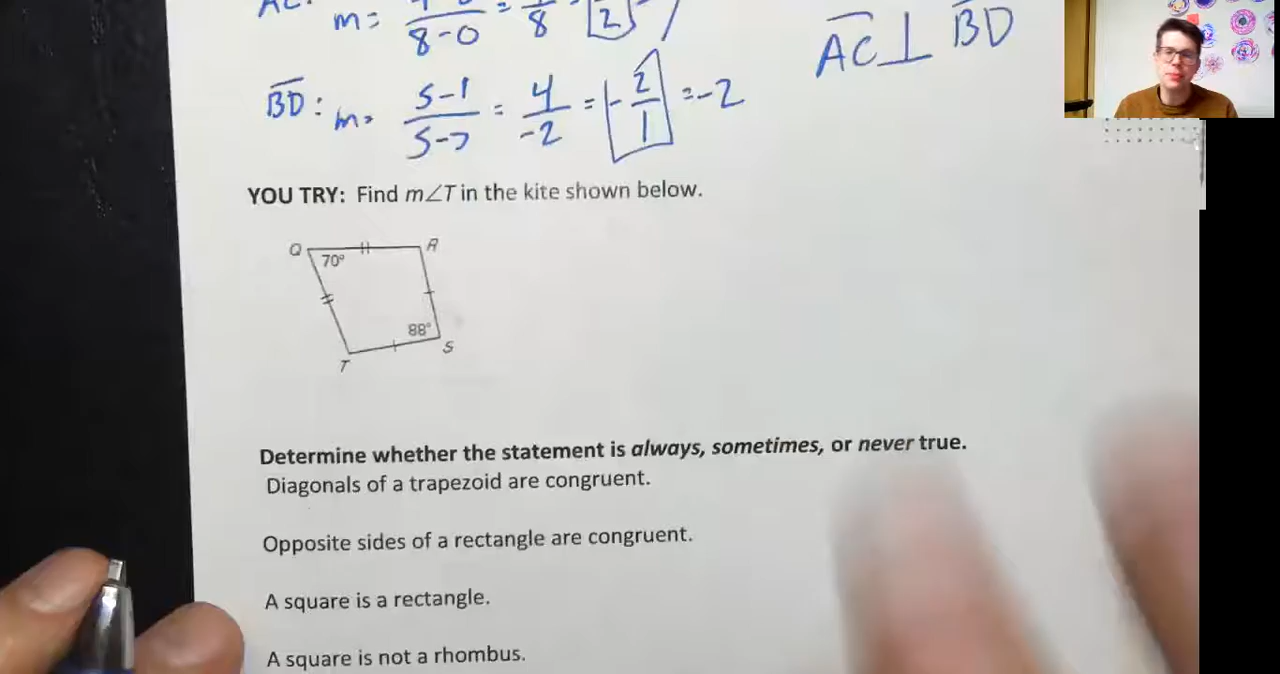 AC:
m= 8-0 = 8 = 2
AC ⊥ BD
BD: m= 5-1 / 5-7 = 4 / -2 = - 2 / 1 = -2
YOU TRY: Find m∠T in the kite shown below.
Q R
70°
88°
S
T
Determine whether the statement is always, sometimes, or never true.
Diagonals of a trapezoid are congruent.
Opposite sides of a rectangle are congruent.
A square is a rectangle.
A square is not a rhombus.